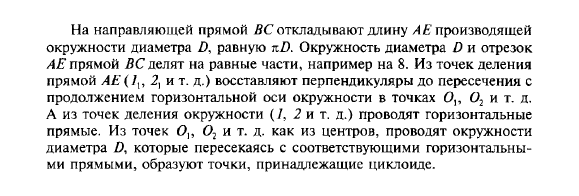 На направляющей прямой BC откладывают длину AE производящей
окружности диаметра D, равную πD. Окружность диаметра D и отрезок
AE прямой BC делят на равные части, например на 8. Из точек деления
прямой AE (1₁, 2₁ и т. д.) восставляют перпендикуляры до пересечения с
продолжением горизонтальной оси окружности в точках O₁, O₂ и т. д.
А из точек деления окружности (1, 2 и т. д.) проводят горизонтальные
прямые. Из точек O₁, O₂ и т. д. как из центров, проводят окружности
диаметра D, которые пересекаясь с соответствующими горизонтальны-
ми прямыми, образуют точки, принадлежащие циклоиде.